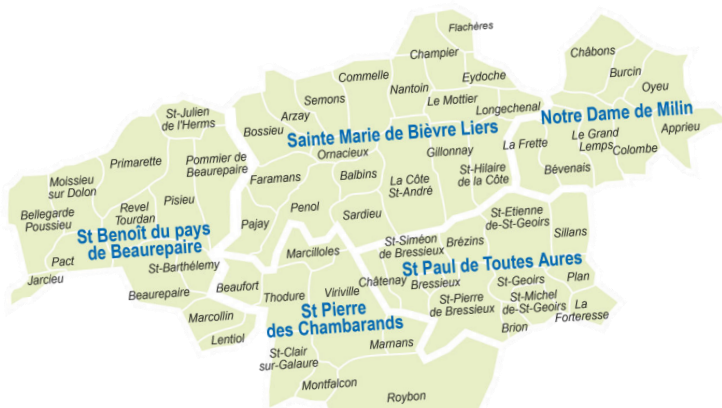 Flachères
Champier
Châbons
Commelle
Eydoche
Burcin
Nantoin
Oyeu
Semons
Le Mottier
Longechenal
Arzay
St-Julien
de l'Herms
Bossieu
Sainte Marie de Bièvre Liers
Notre Dame de Milin
Apprieu
Le Grand
Lemps
Colombe
La Frette
Ornacieux
Gillonnay
Primarette
Pommier de
Beaurepaire
Bévenais
St-Hilaire
de la Côte
Balbins
Faramans
La Côte
St-André
Moissieu
sur Dolon
Pisieu
Revel
Tourdan
Penol
Sardieu
Pajay
Bellegarde
Poussieu
St Benoît du pays
de Beaurepaire
St-Etienne
de-St-Geoirs
Sillans
St-Siméon
de Bressieux
Brézins
Marcilloles
St Paul de Toutes Aures
Pact
St-Barthélemy
Jarcieu
Beaurepaire
Beaufort
Thodure
Viriville
Châtenay
Bressieux
St-Geoirs
Plan
St-Pierre
de Bressieux
St-Michel
de-St-Geoirs
La
Forteresse
Brion
St Pierre
des Chambarands
Marcollin
Lentiol
Marnans
St-Clair
sur-Galaure
Montfalcon
Roybon